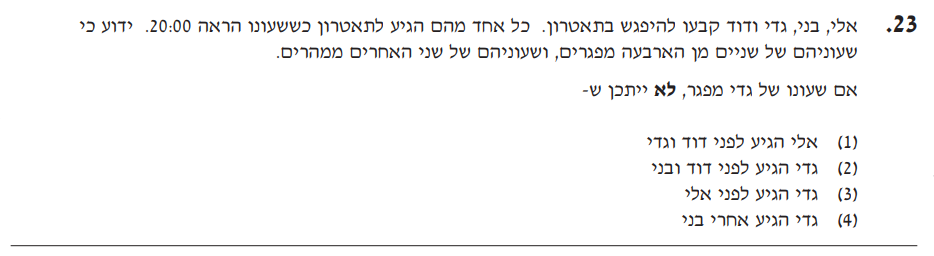 23. אלי, בני, גדי ודוד קבעו להיפגש בתאטרון. כל אחד מהם הגיע לתאטרון כששעונו הראה 20:00. ידוע כי
שעוניהם של שניים מן הארבעה מפגרים, ושעוניהם של שני האחרים ממהרים.
אם שעונו של גדי מפגר, לא ייתכן ש-
(1) אלי הגיע לפני דוד וגדי
(2) גדי הגיע לפני דוד ובני
(3) גדי הגיע לפני אלי
(4) גדי הגיע אחרי בני